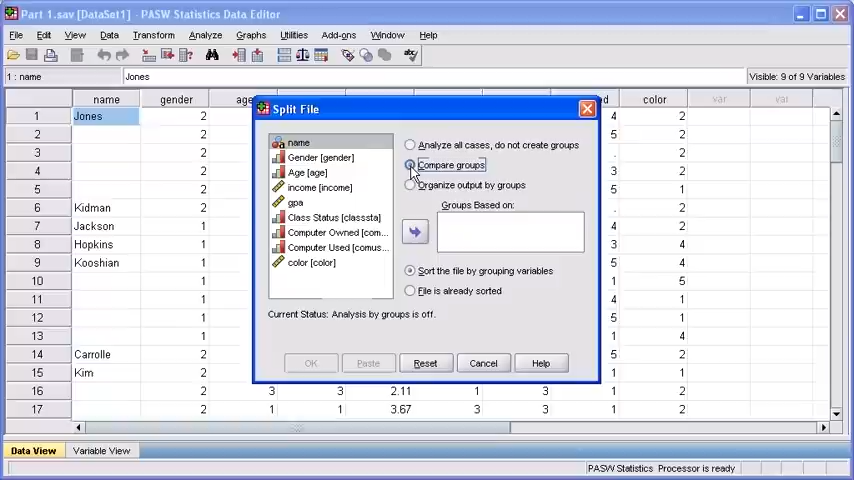 Part 1.sav [DataSet1] - PASW Statistics Data Editor
File Edit View Data Transform Analyze Graphs Utilities Add-ons Window Help
1 : name Jones Visible: 9 of 9 Variables
name gender age d color var var
1 Jones 2 4 2
2 2 5 2
3 2 . 2
4 2 3 2
5 2 5 2
6 Kidman 2 . 2
7 Jackson 1 4 2
8 Hopkins 1 3 4
9 Kooshian 1 5 4
10 1 1 5
11 1 4 1
12 1 5 1
13 1 1 4
14 Carrolle 2 5 2
15 Kim 2 1 1
16 2 3 3 2.11 1 3 1 2
17 2 1 1 3.67 3 3 1 2
Split File
name
Gender [gender]
Age [age]
income [income]
gpa
Class Status [classsta]
Computer Owned [com...
Computer Used [comus...
color [color]
Analyze all cases, do not create groups
Compare groups
Organize output by groups
Groups Based on:
Sort the file by grouping variables
File is already sorted
Current Status: Analysis by groups is off.
OK Paste Reset Cancel Help
Data View Variable View
PASW Statistics Processor is ready